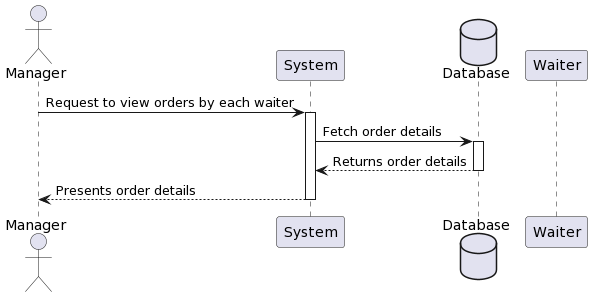 Manager
System
Database
Waiter
Request to view orders by each waiter
Fetch order details
Returns order details
Presents order details
Manager
System
Database
Waiter